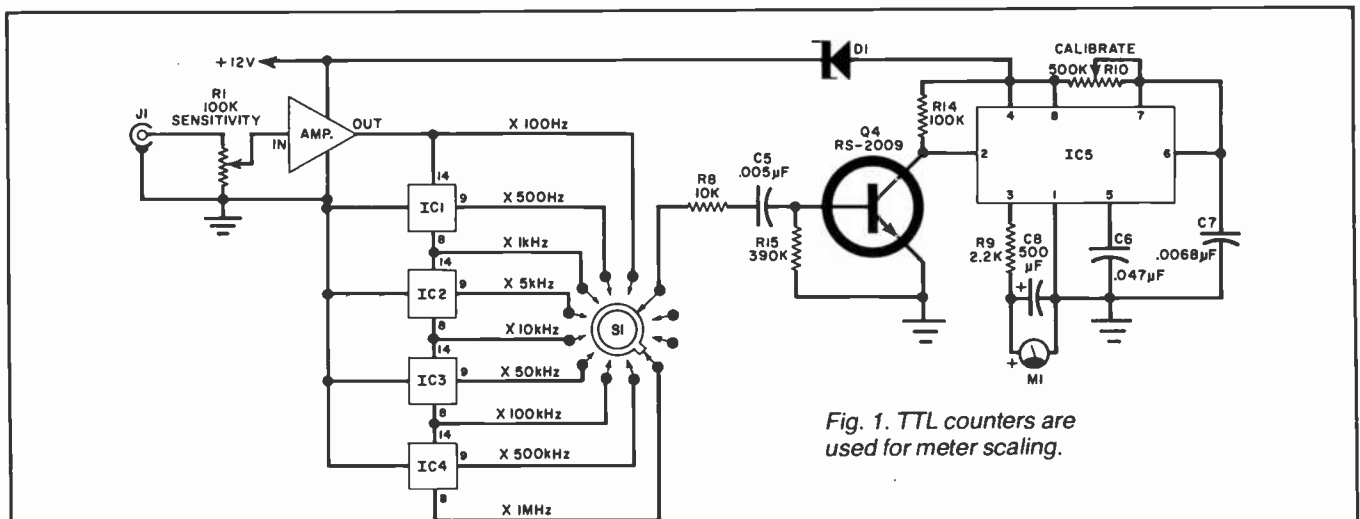 +12V
D1
CALIBRATE
500K R10
R1
100K
SENSITIVITY
J1
AMP.
IN
OUT
X 100Hz
R14
100K
4
8
7
Q4
RS-2009
2
IC5
6
C5
.005µF
R8
10K
14
IC1
9
X 500Hz
3
1
5
8
X 1kHz
R15
390K
R9
2.2K
C8
500
µF
C6
.047µF
C7
.0068µF
14
IC2
9
X 5kHz
+
8
X 10kHz
S1
14
IC3
9
X 50kHz
+
M1
8
X 100kHz
14
IC4
9
X 500kHz
8
X 1MHz
Fig. 1. TTL counters are
used for meter scaling.